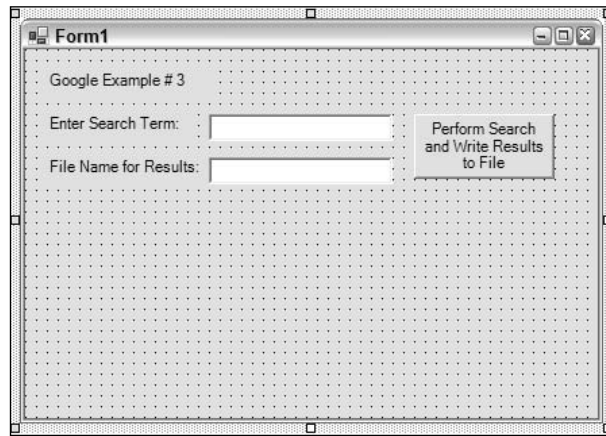 Form1
Google Example # 3
Enter Search Term:
Perform Search
and Write Results
to File
File Name for Results: